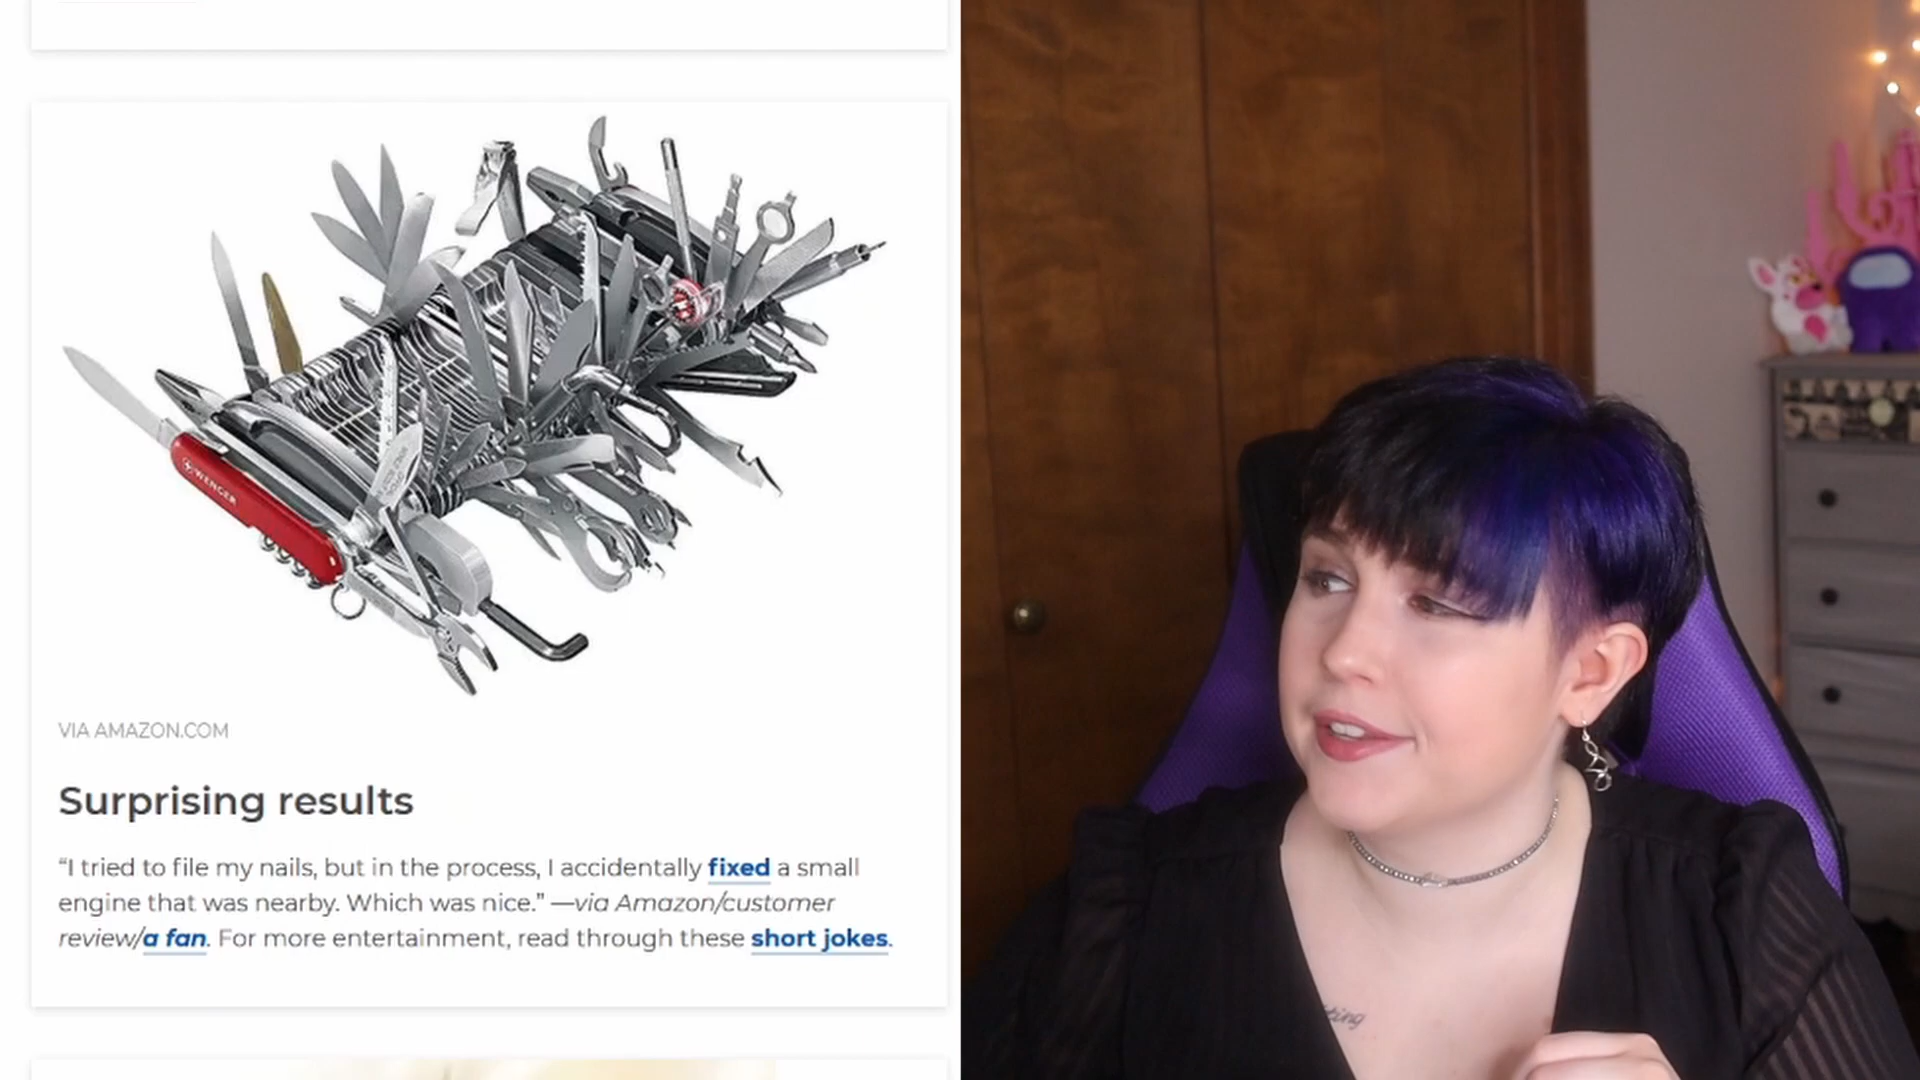 WENGER
VIA AMAZON.COM
Surprising results
“I tried to file my nails, but in the process, I accidentally fixed a small
engine that was nearby. Which was nice.” —via Amazon/customer
review/a fan. For more entertainment, read through these short jokes.